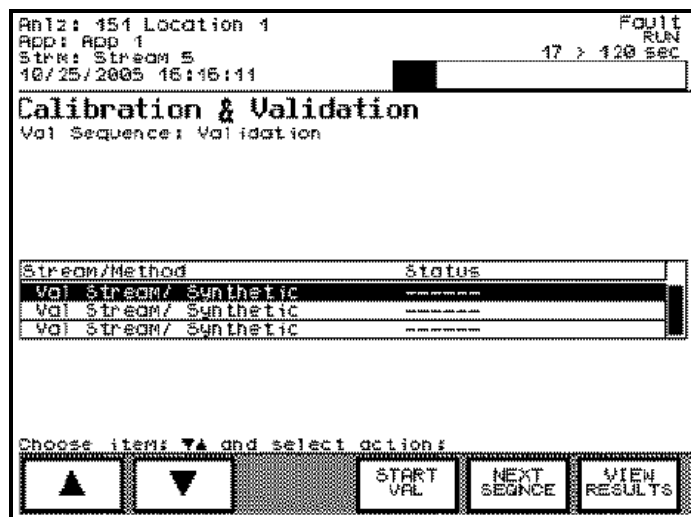 Anlz: 151 Location 1
Fault
App: App 1
RUN
Strm: Stream 5
17 > 120 sec
10/25/2005 16:16:11
Calibration & Validation
Val Sequence: Validation
Stream/Method Status
Val Stream/ Synthetic ------
Val Stream/ Synthetic ------
Val Stream/ Synthetic ------
Choose item: ▼▲ and select action:
▲ ▼ START VAL NEXT SEQNCE VIEW RESULTS